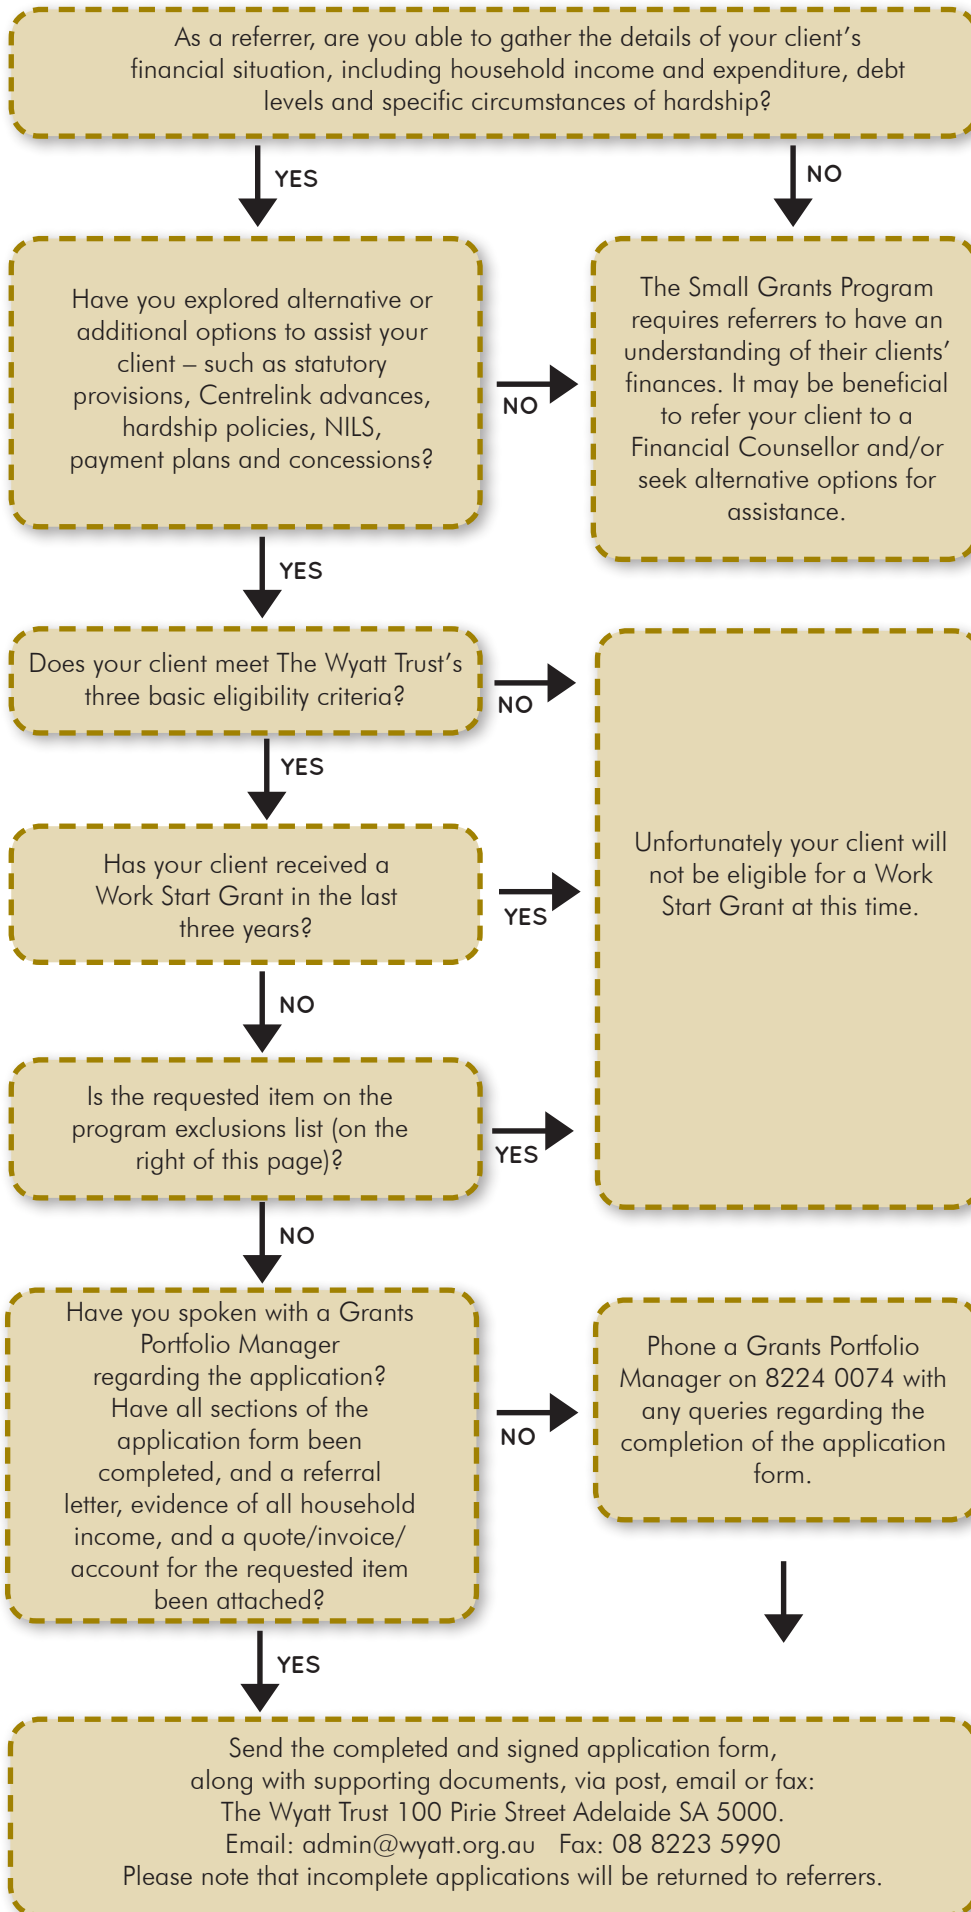 As a referrer, are you able to gather the details of your client’s
financial situation, including household income and expenditure, debt
levels and specific circumstances of hardship?
YES
NO
Have you explored alternative or
additional options to assist your
client – such as statutory
provisions, Centrelink advances,
hardship policies, NILS,
payment plans and concessions?
NO
The Small Grants Program
requires referrers to have an
understanding of their clients’
finances. It may be beneficial
to refer your client to a
Financial Counsellor and/or
seek alternative options for
assistance.
YES
Does your client meet The Wyatt Trust’s
three basic eligibility criteria?
NO
YES
Has your client received a
Work Start Grant in the last
three years?
YES
Unfortunately your client will
not be eligible for a Work
Start Grant at this time.
NO
Is the requested item on the
program exclusions list (on the
right of this page)?
YES
NO
Have you spoken with a Grants
Portfolio Manager
regarding the application?
Have all sections of the
application form been
completed, and a referral
letter, evidence of all household
income, and a quote/invoice/
account for the requested item
been attached?
NO
Phone a Grants Portfolio
Manager on 8224 0074 with
any queries regarding the
completion of the application
form.
YES
Send the completed and signed application form,
along with supporting documents, via post, email or fax:
The Wyatt Trust 100 Pirie Street Adelaide SA 5000.
Email: admin@wyatt.org.au Fax: 08 8223 5990
Please note that incomplete applications will be returned to referrers.